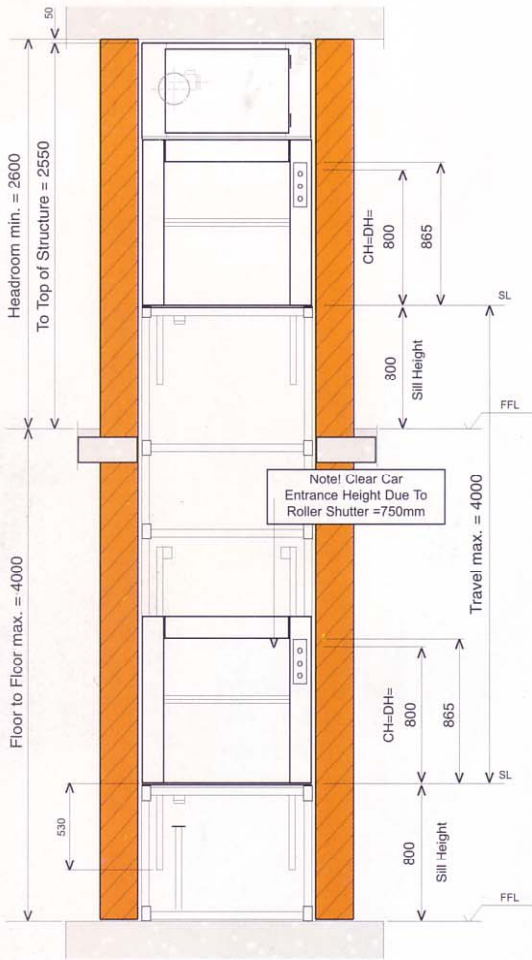 50
Headroom min. = 2600
To Top of Structure = 2550
CH=DH=
800
865
SL
800
Sill Height
FFL
Note! Clear Car
Entrance Height Due To
Roller Shutter =750mm
Floor to Floor max. = 4000
Travel max. = 4000
CH=DH=
800
865
SL
530
800
Sill Height
FFL